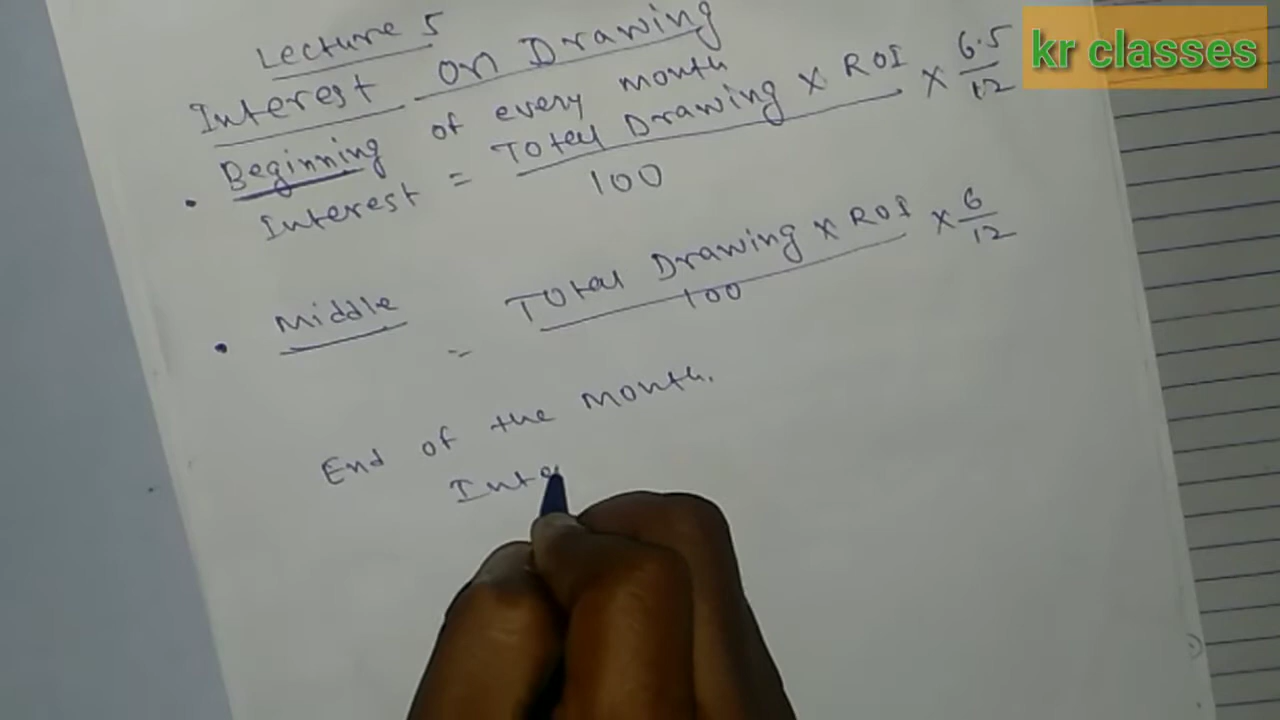 kr classes
Lecture 5
Interest on Drawing
• Beginning of every month
Interest = Total Drawing x ROI / 100 x 6.5 / 12
• Middle = Total Drawing x ROI / 100 x 6 / 12
End of the month.
Inte